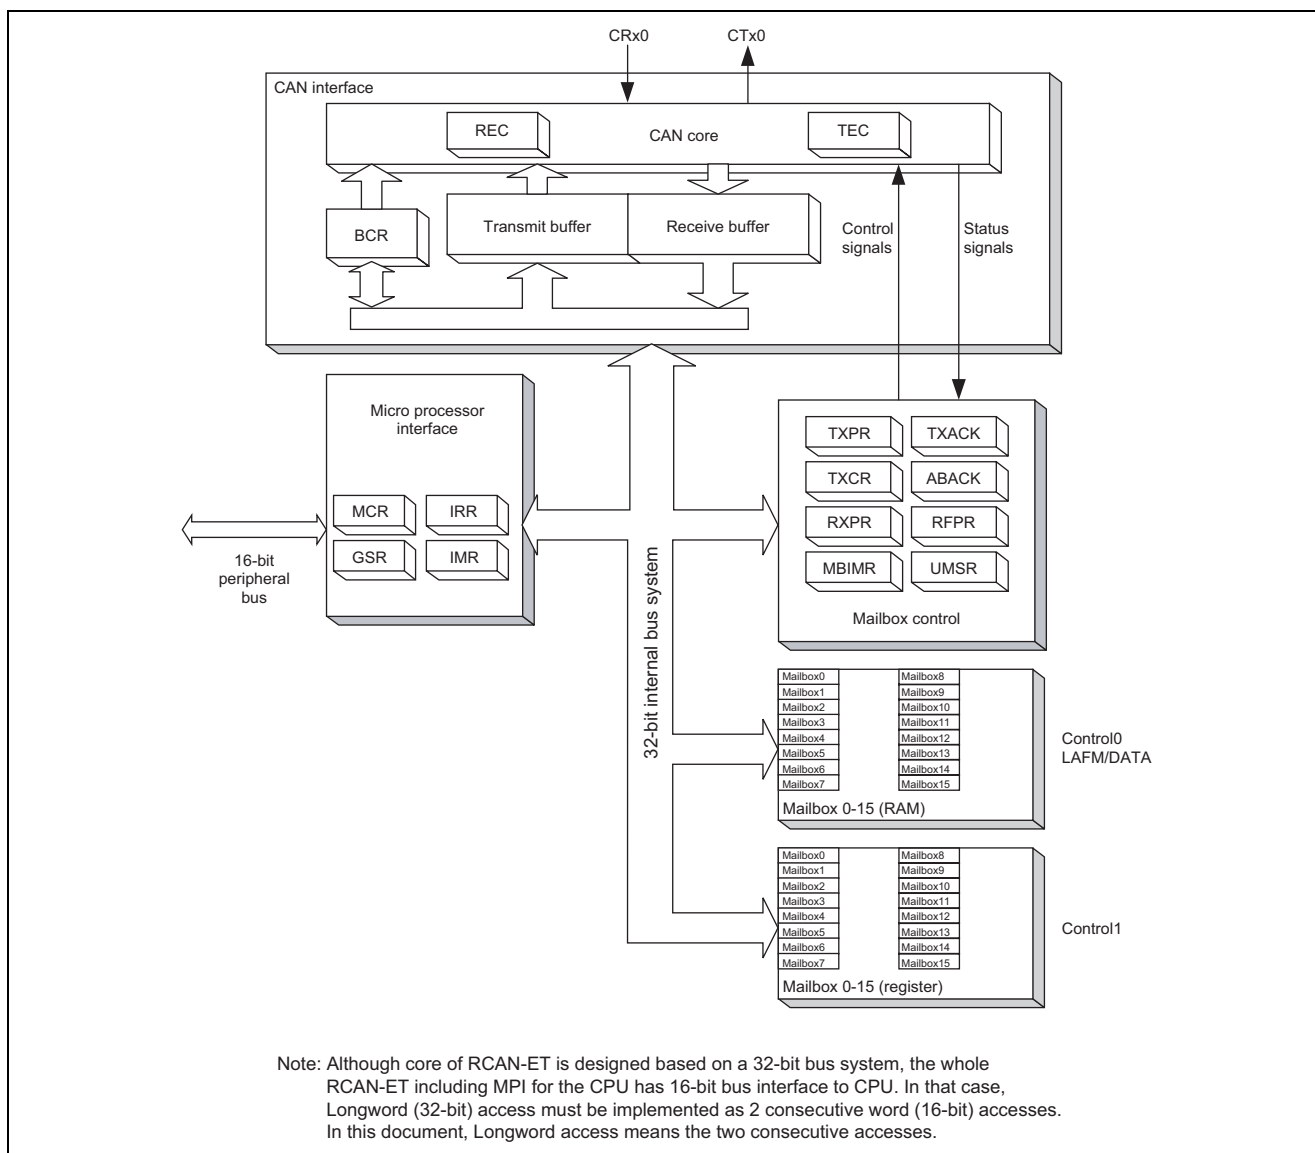 CRx0
CTx0
CAN interface
REC
CAN core
TEC
BCR
Transmit buffer
Receive buffer
Control
signals
Status
signals
Micro processor
interface
MCR
IRR
GSR
IMR
16-bit
peripheral
bus
32-bit internal bus system
TXPR
TXACK
TXCR
ABACK
RXPR
RFPR
MBIMR
UMSR
Mailbox control
Mailbox0
Mailbox1
Mailbox2
Mailbox3
Mailbox4
Mailbox5
Mailbox6
Mailbox7
Mailbox8
Mailbox9
Mailbox10
Mailbox11
Mailbox12
Mailbox13
Mailbox14
Mailbox15
Mailbox 0-15 (RAM)
Control0
LAFM/DATA
Mailbox0
Mailbox1
Mailbox2
Mailbox3
Mailbox4
Mailbox5
Mailbox6
Mailbox7
Mailbox8
Mailbox9
Mailbox10
Mailbox11
Mailbox12
Mailbox13
Mailbox14
Mailbox15
Mailbox 0-15 (register)
Control1
Note: Although core of RCAN-ET is designed based on a 32-bit bus system, the whole
RCAN-ET including MPI for the CPU has 16-bit bus interface to CPU. In that case,
Longword (32-bit) access must be implemented as 2 consecutive word (16-bit) accesses.
In this document, Longword access means the two consecutive accesses.